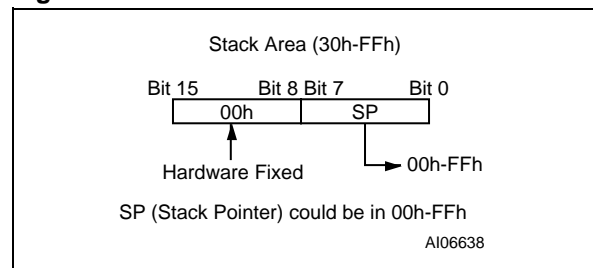 Stack Area (30h-FFh)
Bit 15 Bit 8 Bit 7 Bit 0
00h SP
Hardware Fixed 00h-FFh
SP (Stack Pointer) could be in 00h-FFh
AI06638